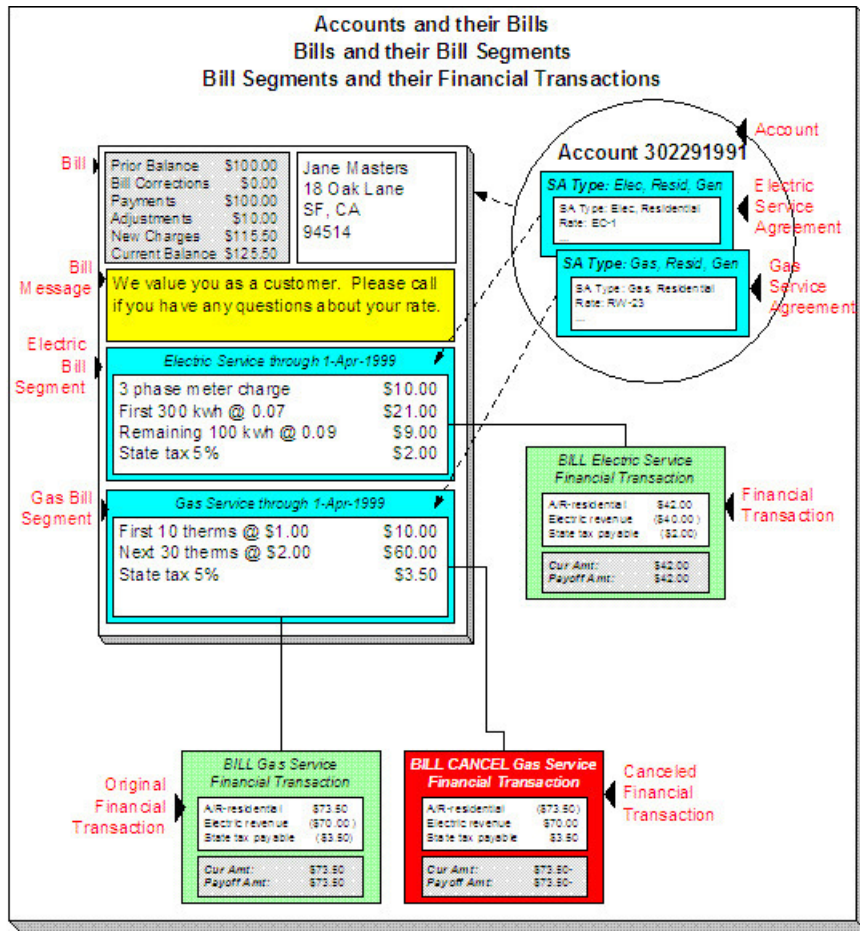 Accounts and their Bills
Bills and their Bill Segments
Bill Segments and their Financial Transactions
Account
Account 302291991
Bill
Prior Balance $100.00
Bill Corrections $0.00
Payments $100.00
Adjustments $10.00
New Charges $115.50
Current Balance $125.50
Jane Masters
18 Oak Lane
SF, CA
94514
SA Type: Elec, Resid, Gen
SA Type: Elec, Residential
Rate: EC-1
...
Electric
Service
Agreement
SA Type: Gas, Resid, Gen
SA Type: Gas, Residential
Rate: RW-23
...
Gas
Service
Agreement
Bill
Message
We value you as a customer. Please call
if you have any questions about your rate.
Electric
Bill
Segment
Electric Service through 1-Apr-1999
3 phase meter charge $10.00
First 300 kwh @ 0.07 $21.00
Remaining 100 kwh @ 0.09 $9.00
State tax 5% $2.00
Gas Bill
Segment
Gas Service through 1-Apr-1999
First 10 therms @ $1.00 $10.00
Next 30 therms @ $2.00 $60.00
State tax 5% $3.50
BILL Electric Service
Financial Transaction
A/R-residential $42.00
Electric revenue ($40.00)
State tax payable ($2.00)
Cur Amt: $42.00
Payoff Amt: $42.00
Financial
Transaction
Original
Financial
Transaction
BILL Gas Service
Financial Transaction
A/R-residential $73.50
Electric revenue ($70.00)
State tax payable ($3.50)
Cur Amt: $73.50
Payoff Amt: $73.50
BILL CANCEL Gas Service
Financial Transaction
A/R-residential ($73.50)
Electric revenue $70.00
State tax payable $3.50
Cur Amt: $73.50-
Payoff Amt: $73.50-
Canceled
Financial
Transaction